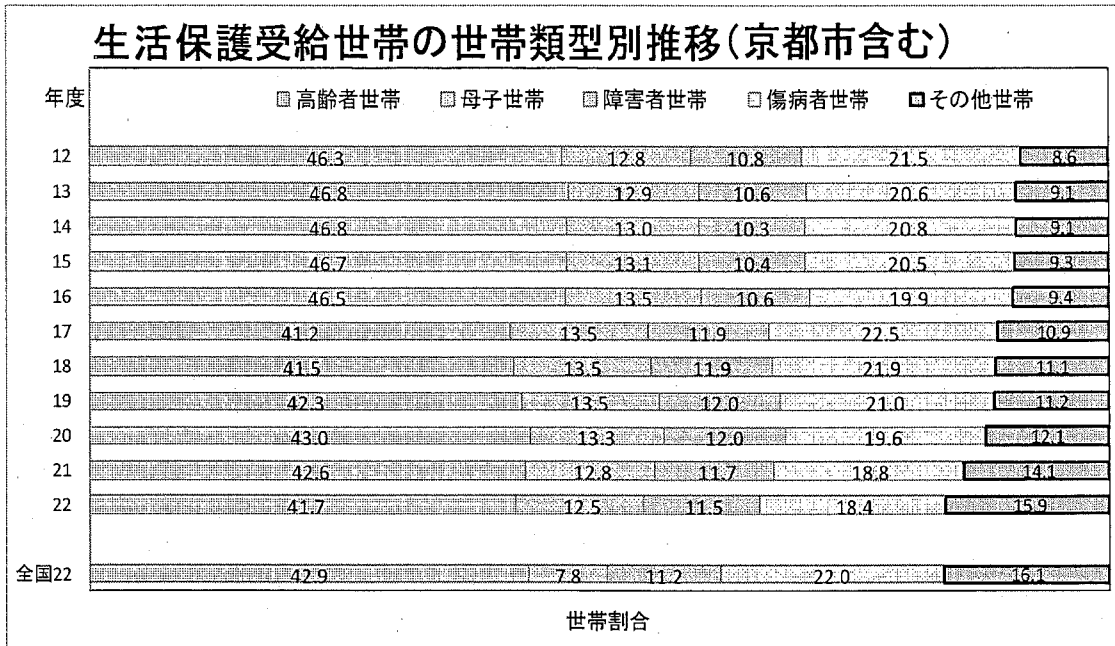 生活保護受給世帯の世帯類型別推移(京都市含む)
年度 高齢者世帯 母子世帯 障害者世帯 傷病者世帯 その他世帯
12 46.3 12.8 10.8 21.5 8.6
13 46.8 12.9 10.6 20.6 9.1
14 46.8 13.0 10.3 20.8 9.1
15 46.7 13.1 10.4 20.5 9.3
16 46.5 13.5 10.6 19.9 9.4
17 41.2 13.5 11.9 22.5 10.9
18 41.5 13.5 11.9 21.9 11.1
19 42.3 13.5 12.0 21.0 11.2
20 43.0 13.3 12.0 19.6 12.1
21 42.6 12.8 11.7 18.8 14.1
22 41.7 12.5 11.5 18.4 15.9
全国22 42.9 7.8 11.2 22.0 16.1
世帯割合